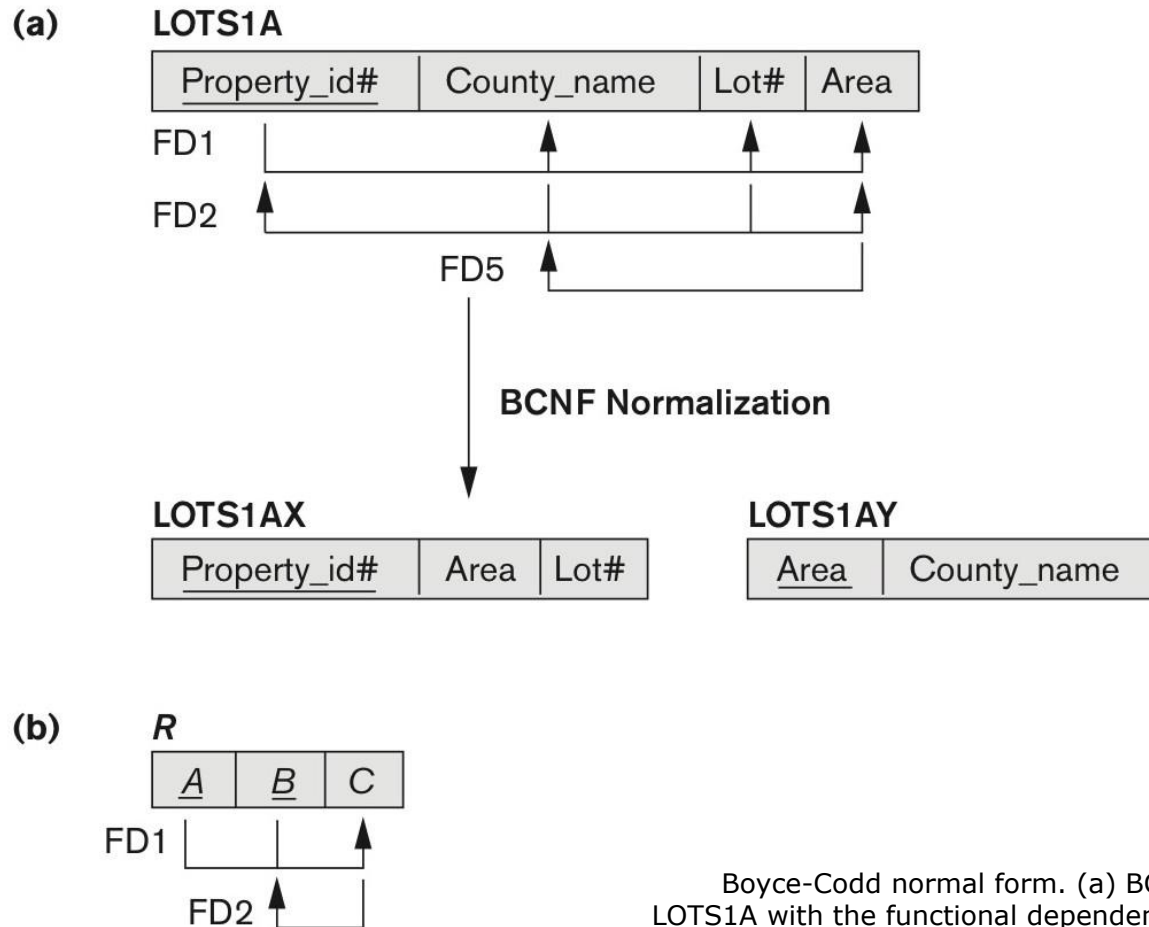 (a) LOTS1A
Property_id# County_name Lot# Area
FD1
FD2
FD5
BCNF Normalization
LOTS1AX LOTS1AY
Property_id# Area Lot# Area County_name
(b) R
A B C
FD1
FD2
Boyce-Codd normal form. (a)
LOTS1A with the functional